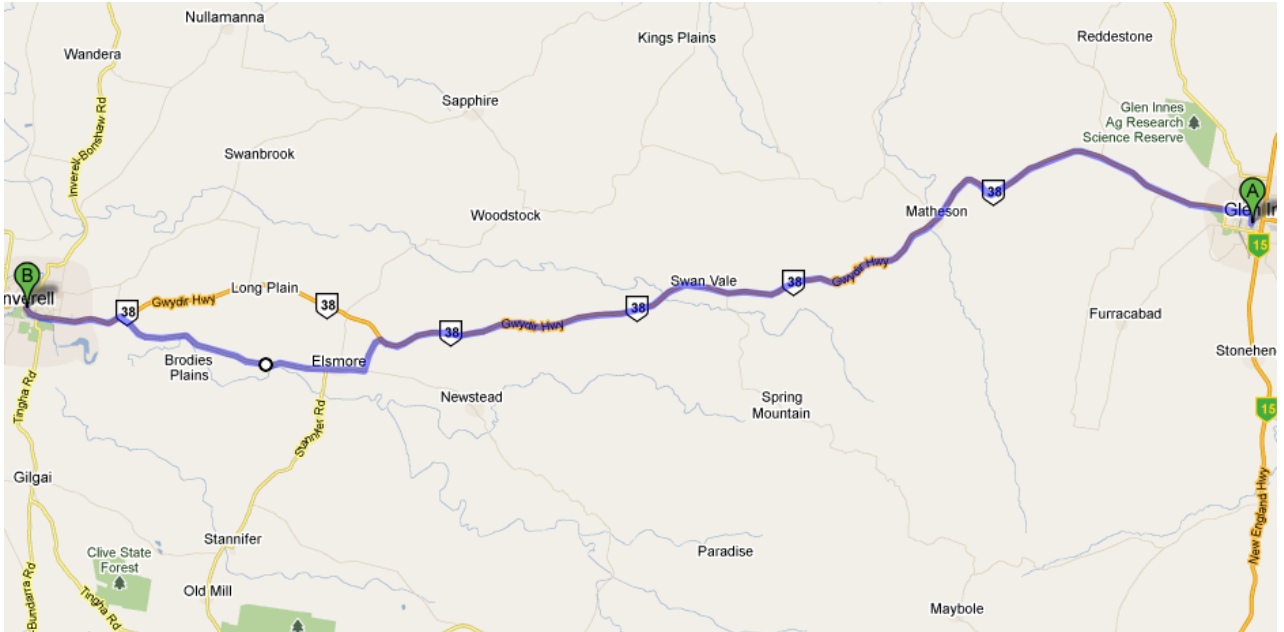 Nullamanna
Kings Plains
Reddestone
Wandera
Sapphire
Glen Innes
Ag Research
Science Reserve
Inverell-Bonshaw Rd
Swanbrook
Woodstock
Matheson
38
A
Glen In
15
B
nverell
38
Gwydir Hwy
Long Plain
38
Swan Vale
38
Gwydir Hwy
38
38
Gwydir Hwy
Furracabad
Brodies
Plains
Elsmore
Stoneheng
Newstead
Spring
Mountain
Tingha Rd
Stannifer Rd
15
Gilgai
New England Hwy
Stannifer
Paradise
Clive State
Forest
Old Mill
Maybole
-Bundarra Rd
Tingha Rd